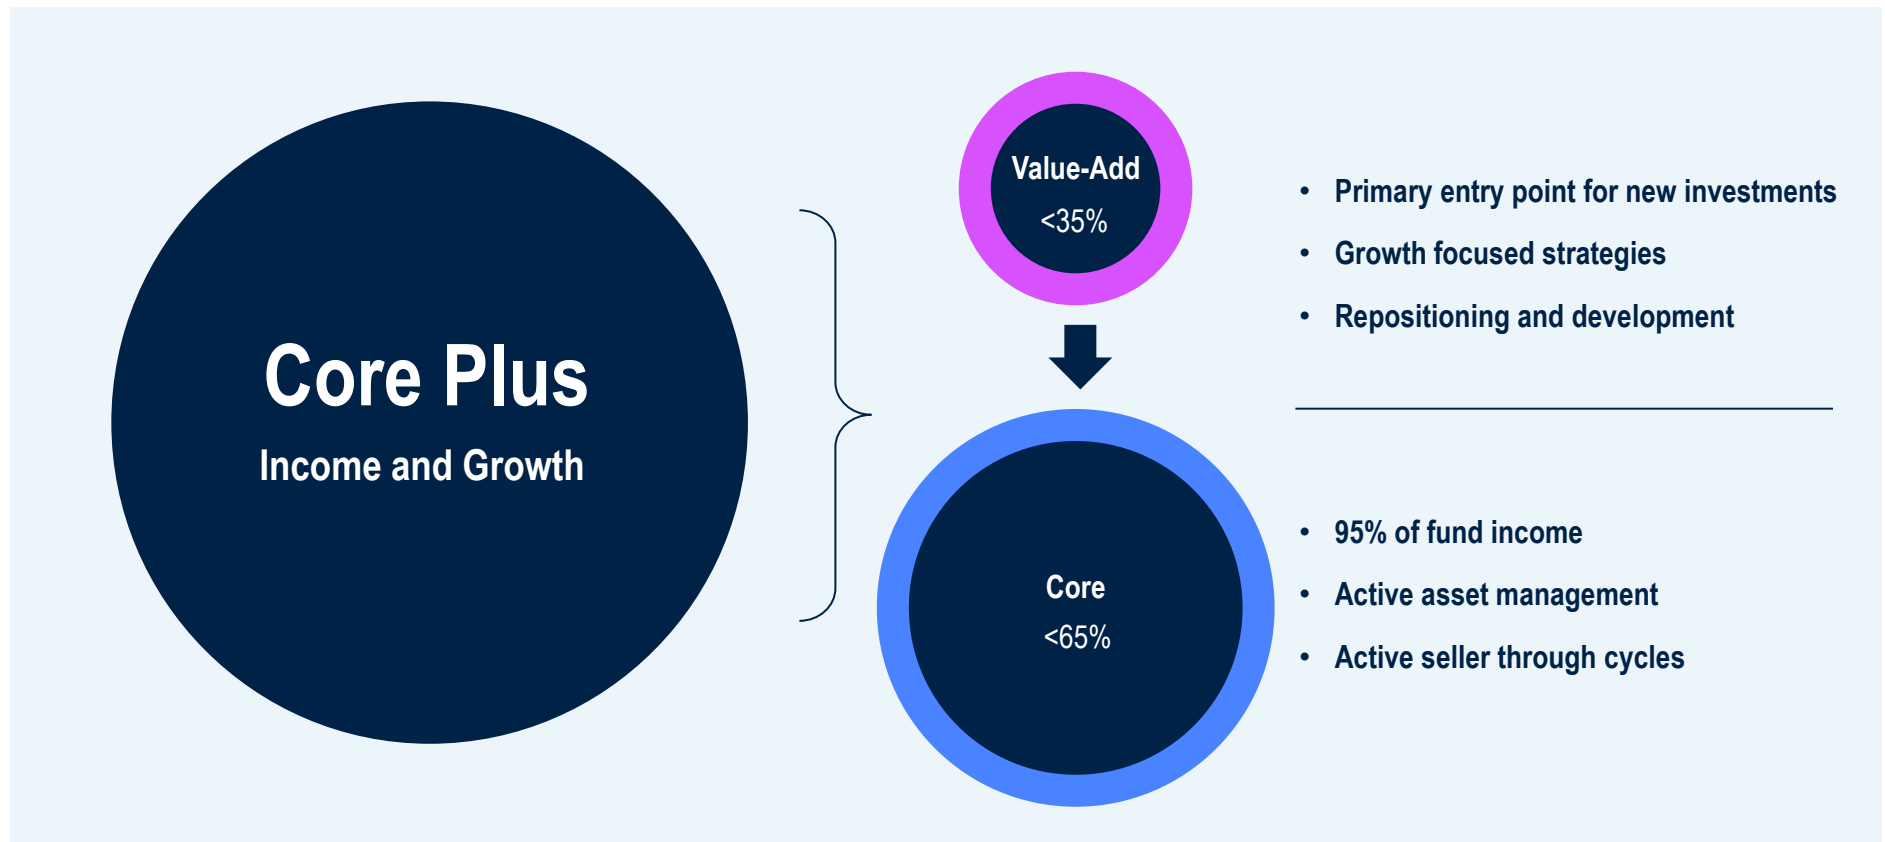 Core Plus
Income and Growth
Value-Add
<35%
• Primary entry point for new investments
• Growth focused strategies
• Repositioning and development
Core
<65%
• 95% of fund income
• Active asset management
• Active seller through cycles